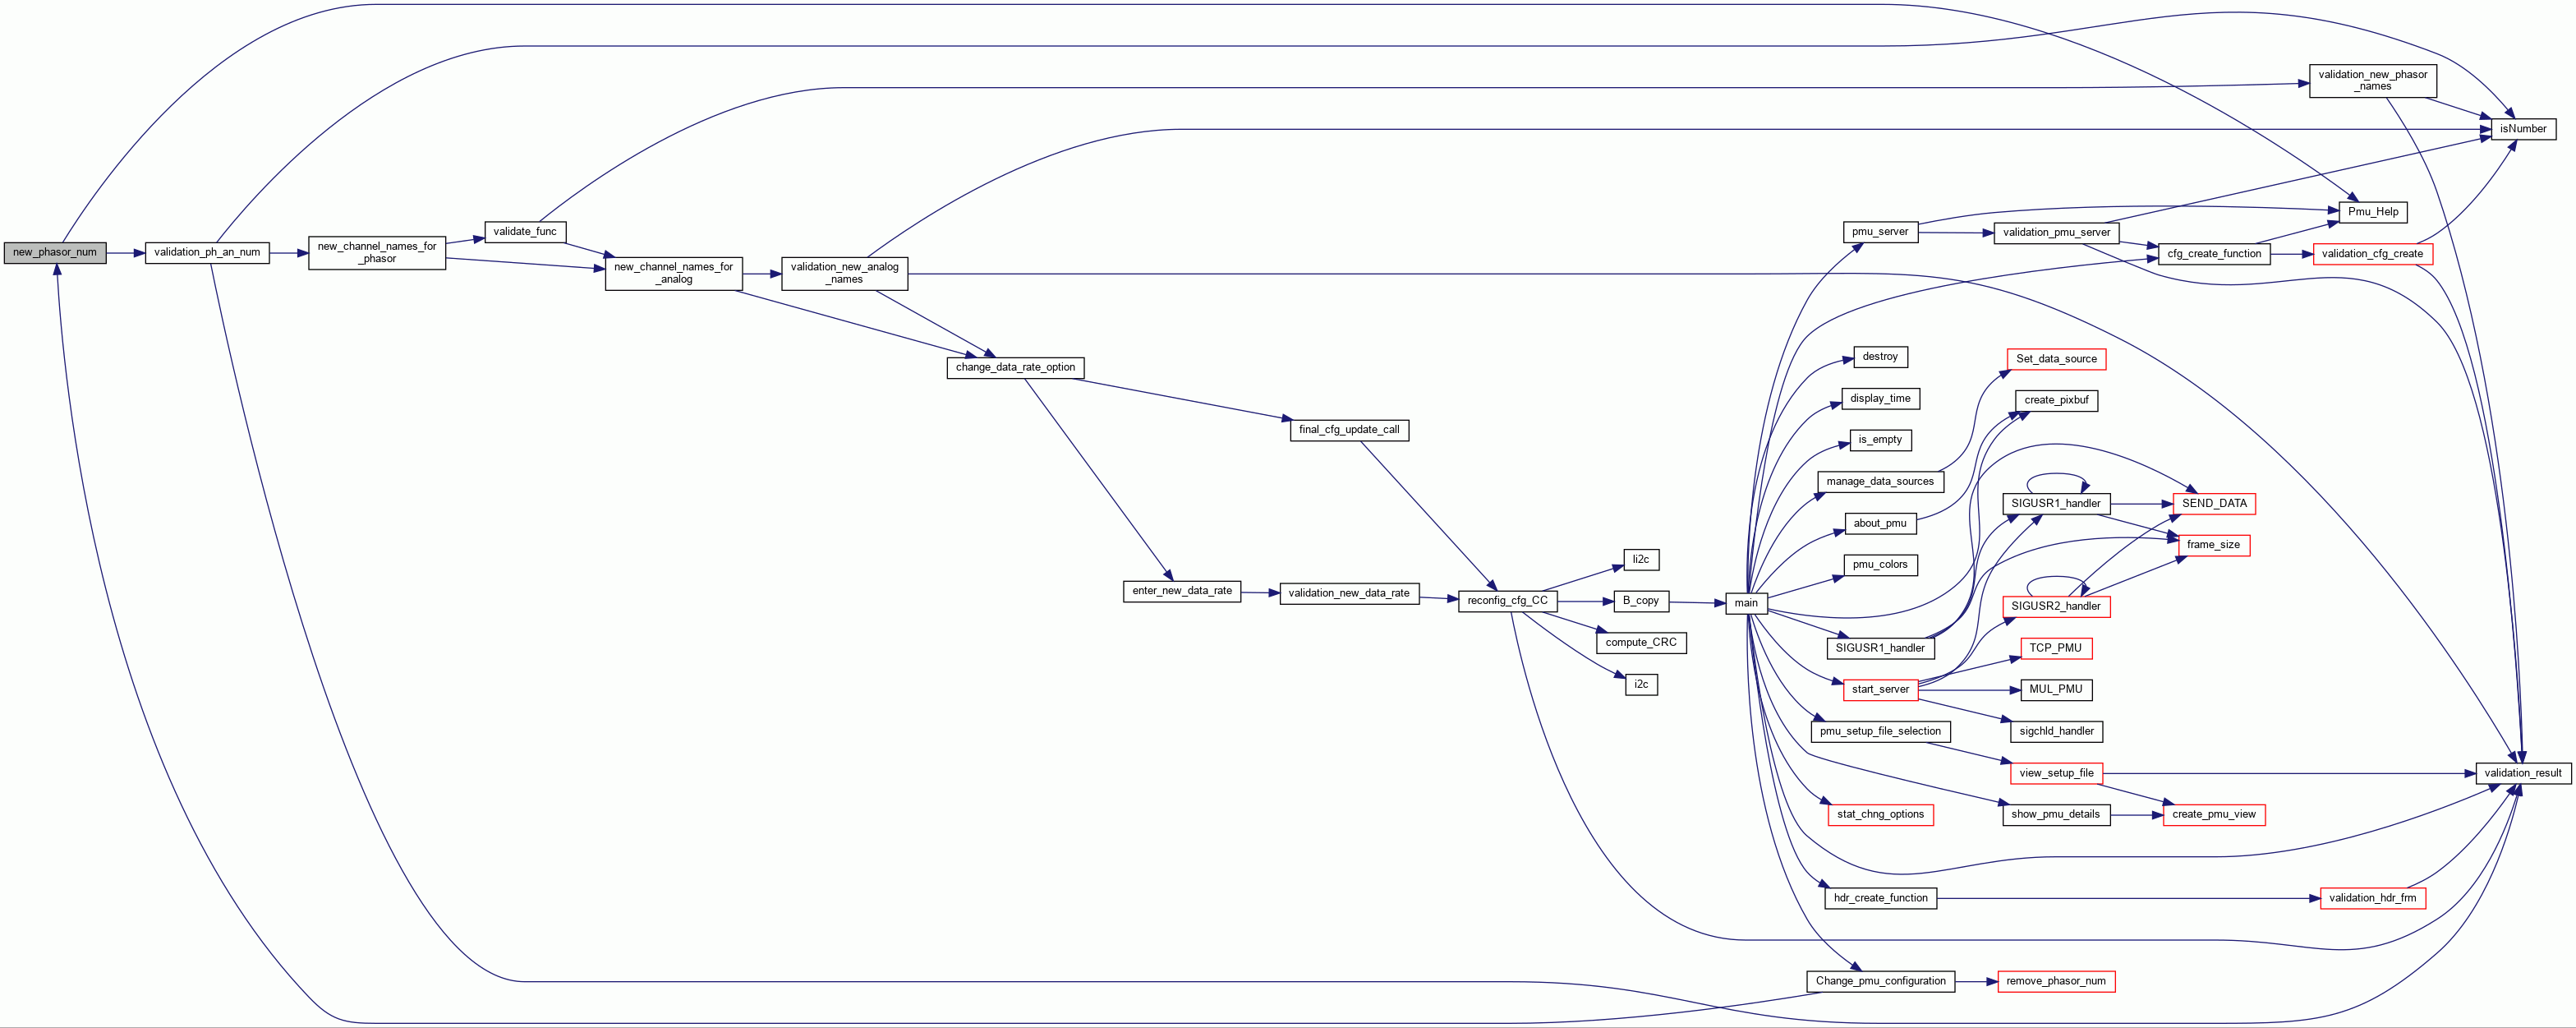 new_phasor_num
validation_ph_an_num
new_channel_names_for
_phasor
validate_func
new_channel_names_for
_analog
validation_new_analog
_names
change_data_rate_option
final_cfg_update_call
enter_new_data_rate
validation_new_data_rate
reconfig_cfg_CC
li2c
B_copy
compute_CRC
i2c
main
pmu_server
destroy
display_time
is_empty
manage_data_sources
about_pmu
pmu_colors
SIGUSR1_handler
start_server
pmu_setup_file_selection
stat_chng_options
hdr_create_function
Change_pmu_configuration
validation_pmu_server
Set_data_source
create_pixbuf
SIGUSR1_handler
SIGUSR2_handler
TCP_PMU
MUL_PMU
sigchld_handler
view_setup_file
show_pmu_details
remove_phasor_num
cfg_create_function
SEND_DATA
frame_size
create_pmu_view
validation_new_phasor
_names
Pmu_Help
validation_cfg_create
validation_hdr_frm
isNumber
validation_result